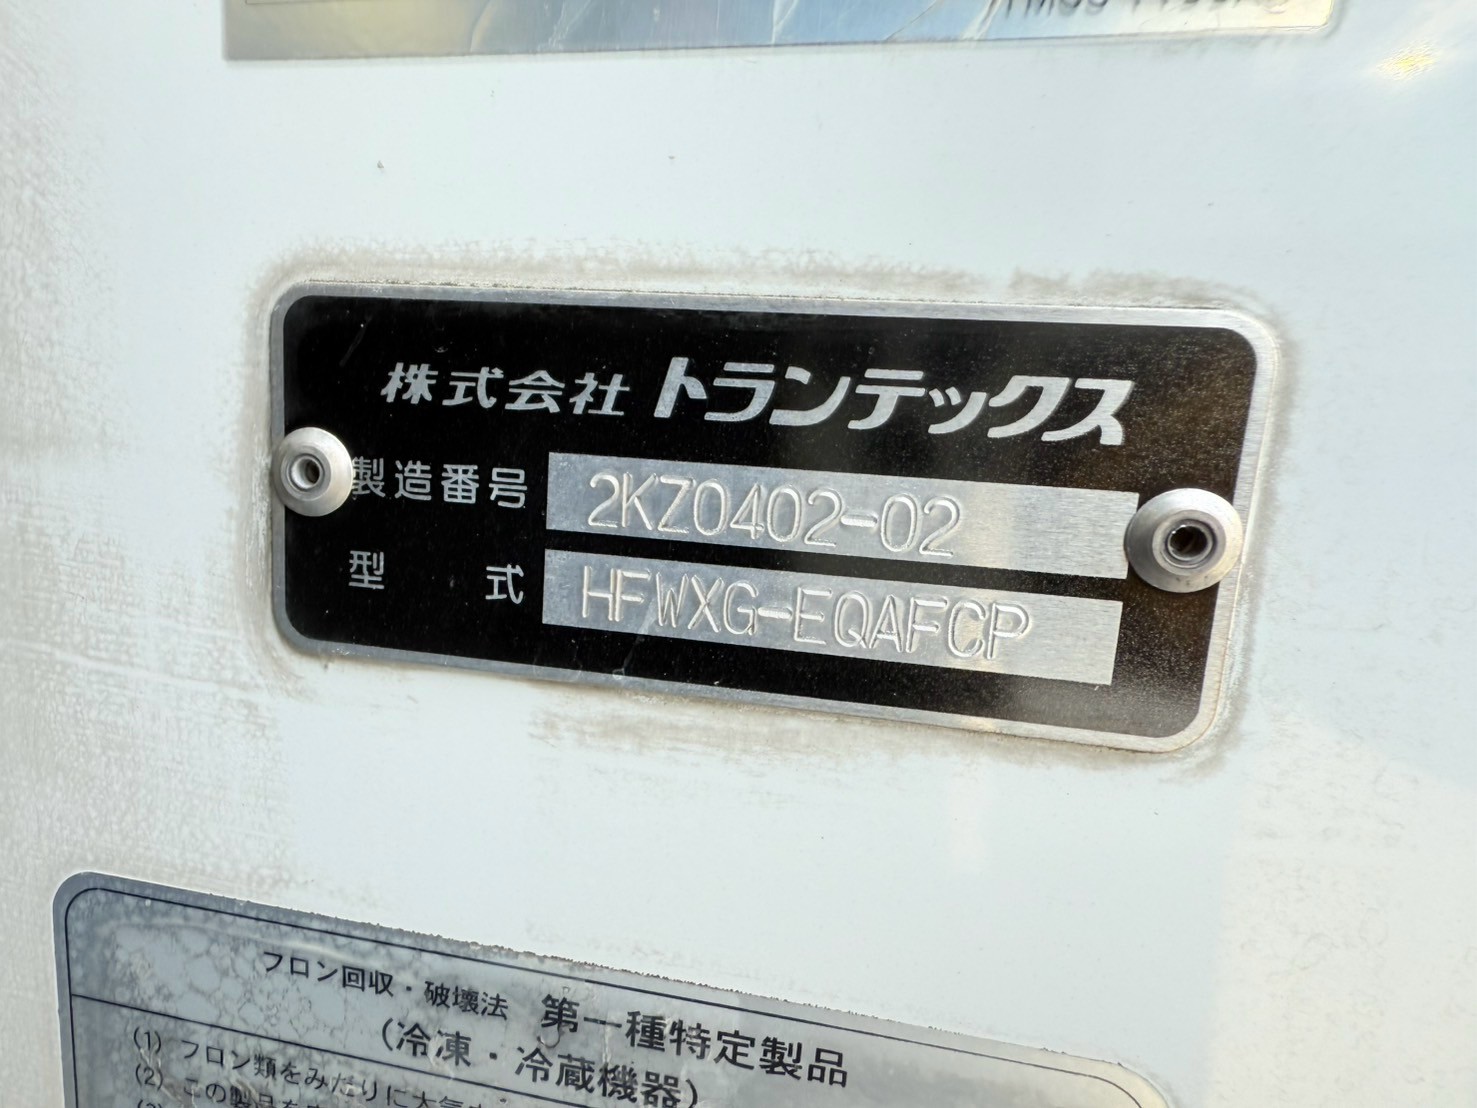 株式会社 トランテックス
製造番号 2KZ0402-02
型式 HFWXG-EQAFCP
フロン回収・破壊法 第一種特定製品
(冷凍・冷蔵機器)
(1) フロン類をみだりに大気
(2) この製品を